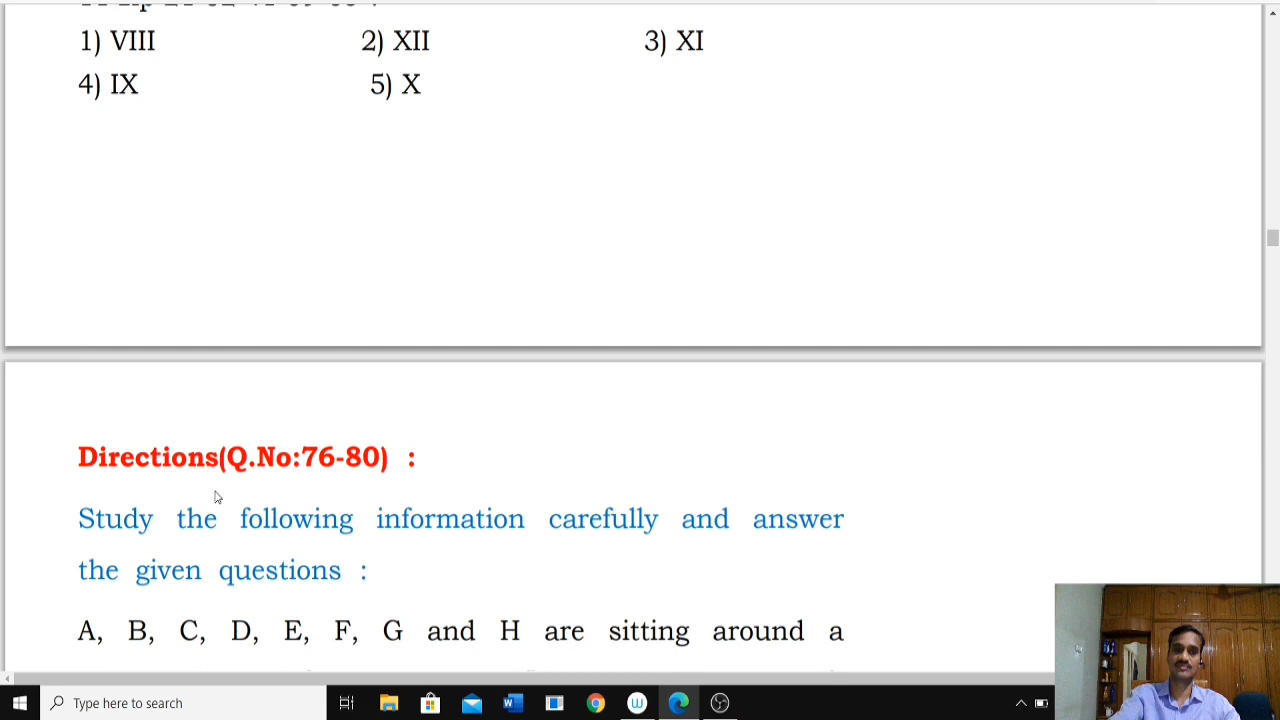 1) VIII 2) XII 3) XI
4) IX 5) X
Directions(Q.No:76-80) :
Study the following information carefully and answer
the given questions :
A, B, C, D, E, F, G and H are sitting around a
Type here to search